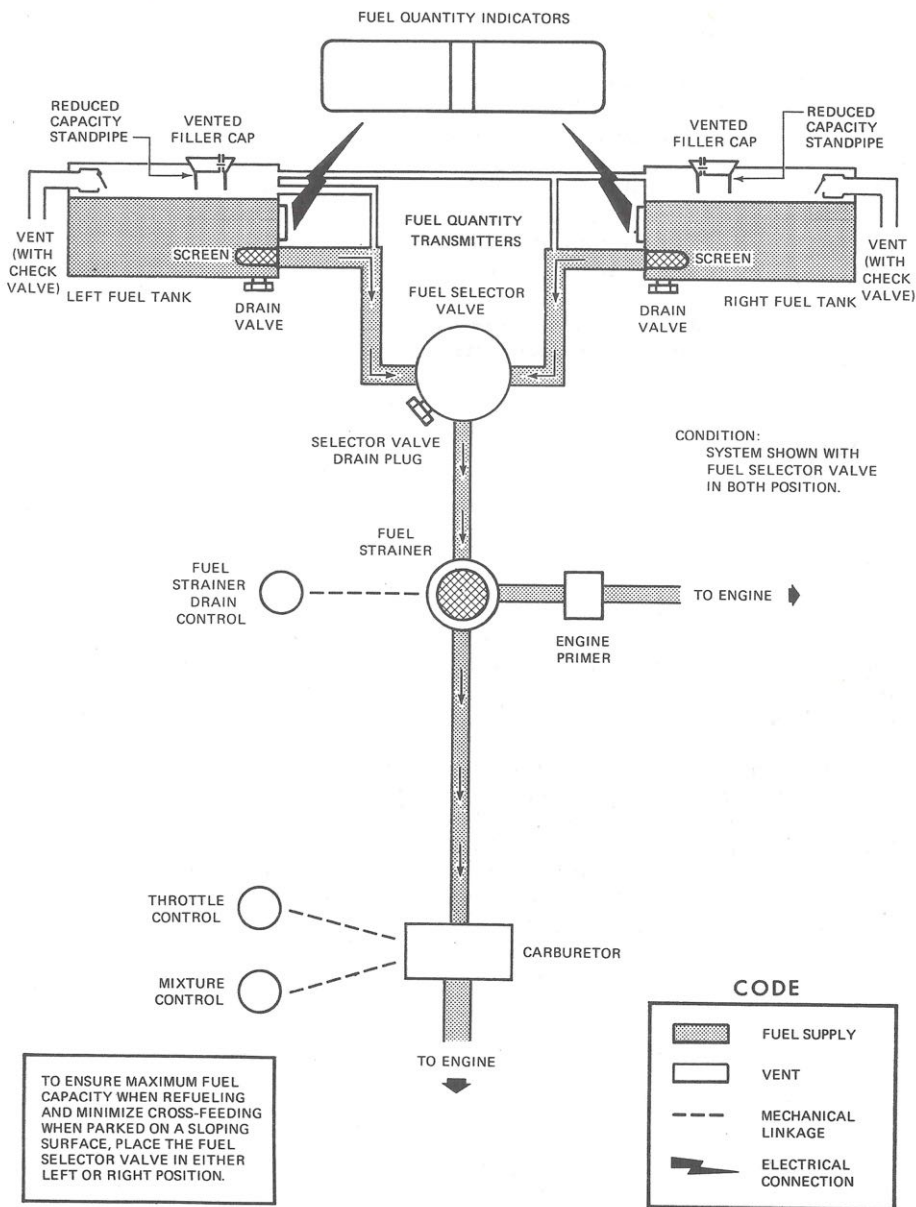 FUEL QUANTITY INDICATORS
REDUCED
CAPACITY
STANDPIPE
VENTED
FILLER CAP
VENTED
FILLER CAP
REDUCED
CAPACITY
STANDPIPE
VENT
(WITH
CHECK
VALVE)
SCREEN
LEFT FUEL TANK
DRAIN
VALVE
FUEL QUANTITY
TRANSMITTERS
FUEL SELECTOR
VALVE
SCREEN
RIGHT FUEL TANK
DRAIN
VALVE
VENT
(WITH
CHECK
VALVE)
SELECTOR VALVE
DRAIN PLUG
CONDITION:
SYSTEM SHOWN WITH
FUEL SELECTOR VALVE
IN BOTH POSITION.
FUEL
STRAINER
FUEL
STRAINER
DRAIN
CONTROL
TO ENGINE
ENGINE
PRIMER
THROTTLE
CONTROL
MIXTURE
CONTROL
CARBURETOR
TO ENGINE
TO ENSURE MAXIMUM FUEL
CAPACITY WHEN REFUELING
AND MINIMIZE CROSS-FEEDING
WHEN PARKED ON A SLOPING
SURFACE, PLACE THE FUEL
SELECTOR VALVE IN EITHER
LEFT OR RIGHT POSITION.
CODE
FUEL SUPPLY
VENT
MECHANICAL
LINKAGE
ELECTRICAL
CONNECTION